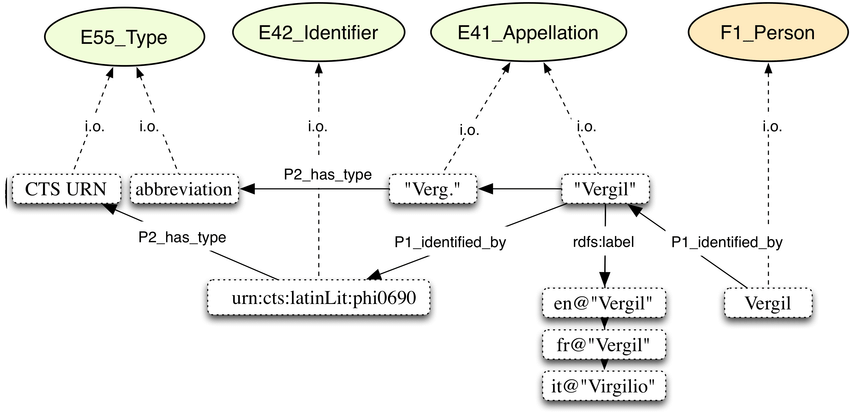 E55_Type
E42_Identifier
E41_Appellation
F1_Person
i.o.
i.o.
i.o.
i.o.
i.o.
i.o.
CTS URN
abbreviation
P2_has_type
"Verg."
"Vergil"
P2_has_type
P1_identified_by
rdfs:label
P1_identified_by
urn:cts:latinLit:phi0690
en@"Vergil"
Vergil
fr@"Vergil"
it@"Virgilio"